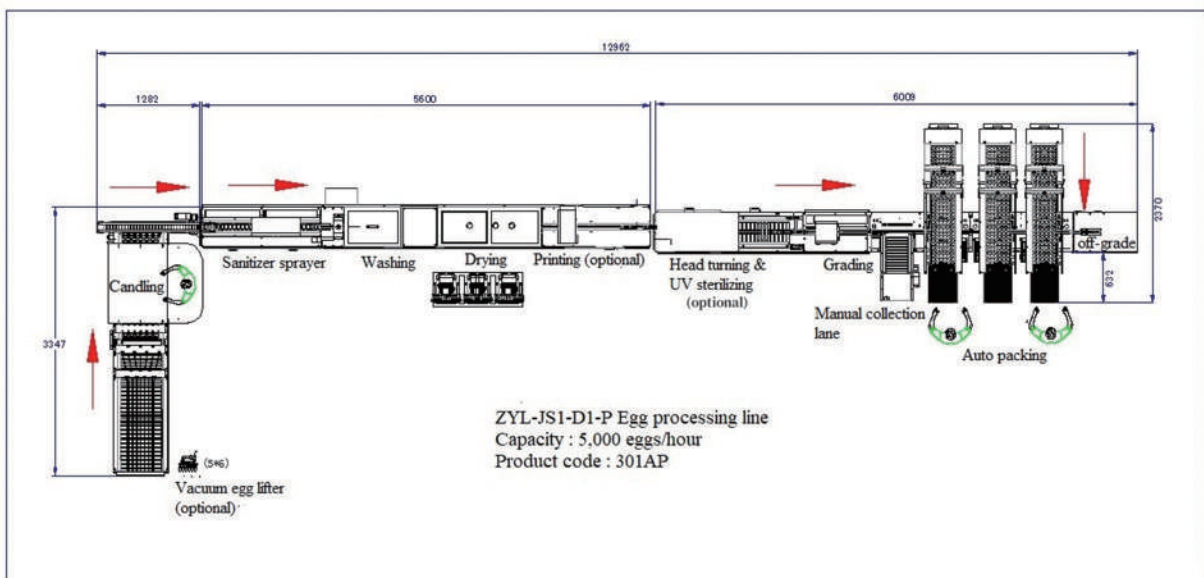 12962
1282
5600
6009
2370
632
3347
Sanitizer sprayer
Washing
Drying
Printing (optional)
Head turning &
UV sterilizing
(optional)
Grading
off-grade
Candling
Manual collection
lane
Auto packing
(5*6)
Vacuum egg lifter
(optional)
ZYL-JS1-D1-P Egg processing line
Capacity : 5,000 eggs/hour
Product code : 301AP